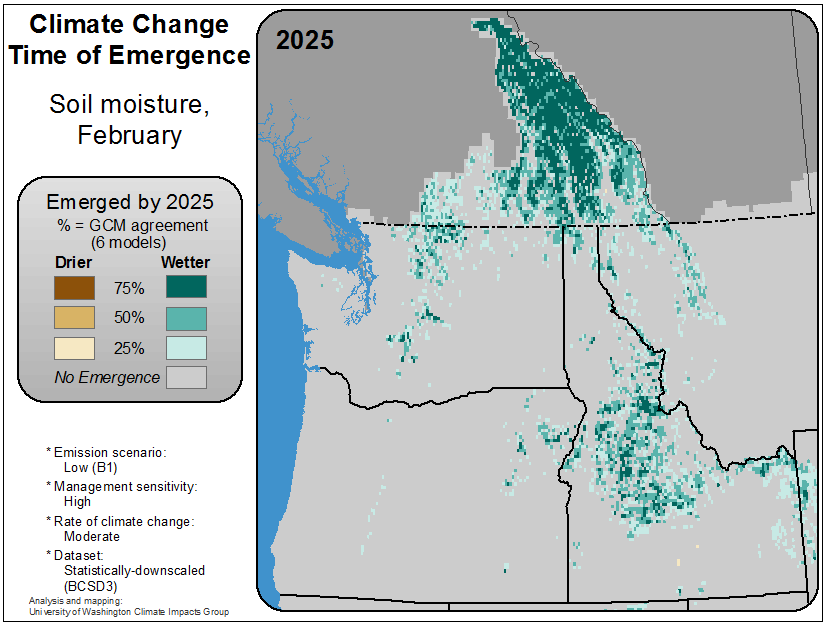 Climate Change
Time of Emergence
Soil moisture,
February
Emerged by 2025
% = GCM agreement
(6 models)
Drier Wetter
75%
50%
25%
No Emergence
* Emission scenario:
Low (B1)
* Management sensitivity:
High
* Rate of climate change:
Moderate
* Dataset:
Statistically-downscaled
(BCSD3)
Analysis and mapping:
University of Washington Climate Impacts Group
2025